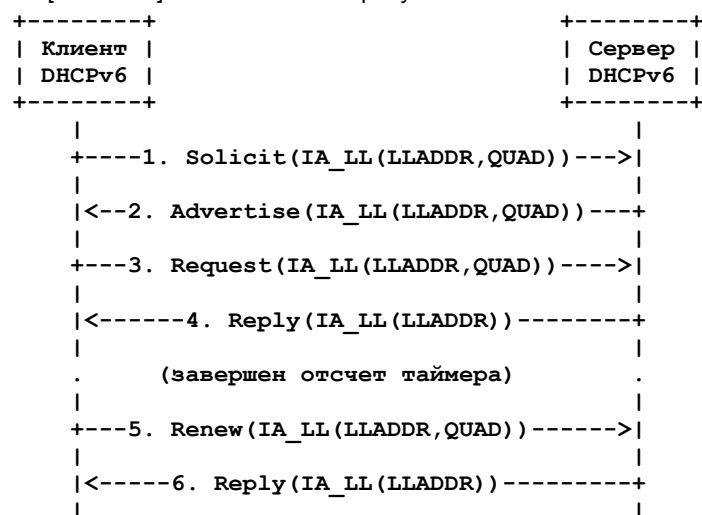 +--------+                            +--------+
| Клиент |                            | Сервер |
| DHCPv6 |                            | DHCPv6 |
+--------+                            +--------+
    |                                      |
    +----1. Solicit(IA_LL(LLADDR,QUAD))--->|
    |                                      |
    |<--2. Advertise(IA_LL(LLADDR,QUAD))---+
    |                                      |
    +---3. Request(IA_LL(LLADDR,QUAD))---->|
    |                                      |
    |<------4. Reply(IA_LL(LLADDR))--------+
    |                                      |
    .     (завершен отсчет таймера)        .
    |                                      |
    +---5. Renew(IA_LL(LLADDR,QUAD))------>|
    |                                      |
    |<-----6. Reply(IA_LL(LLADDR))---------+
    |                                      |